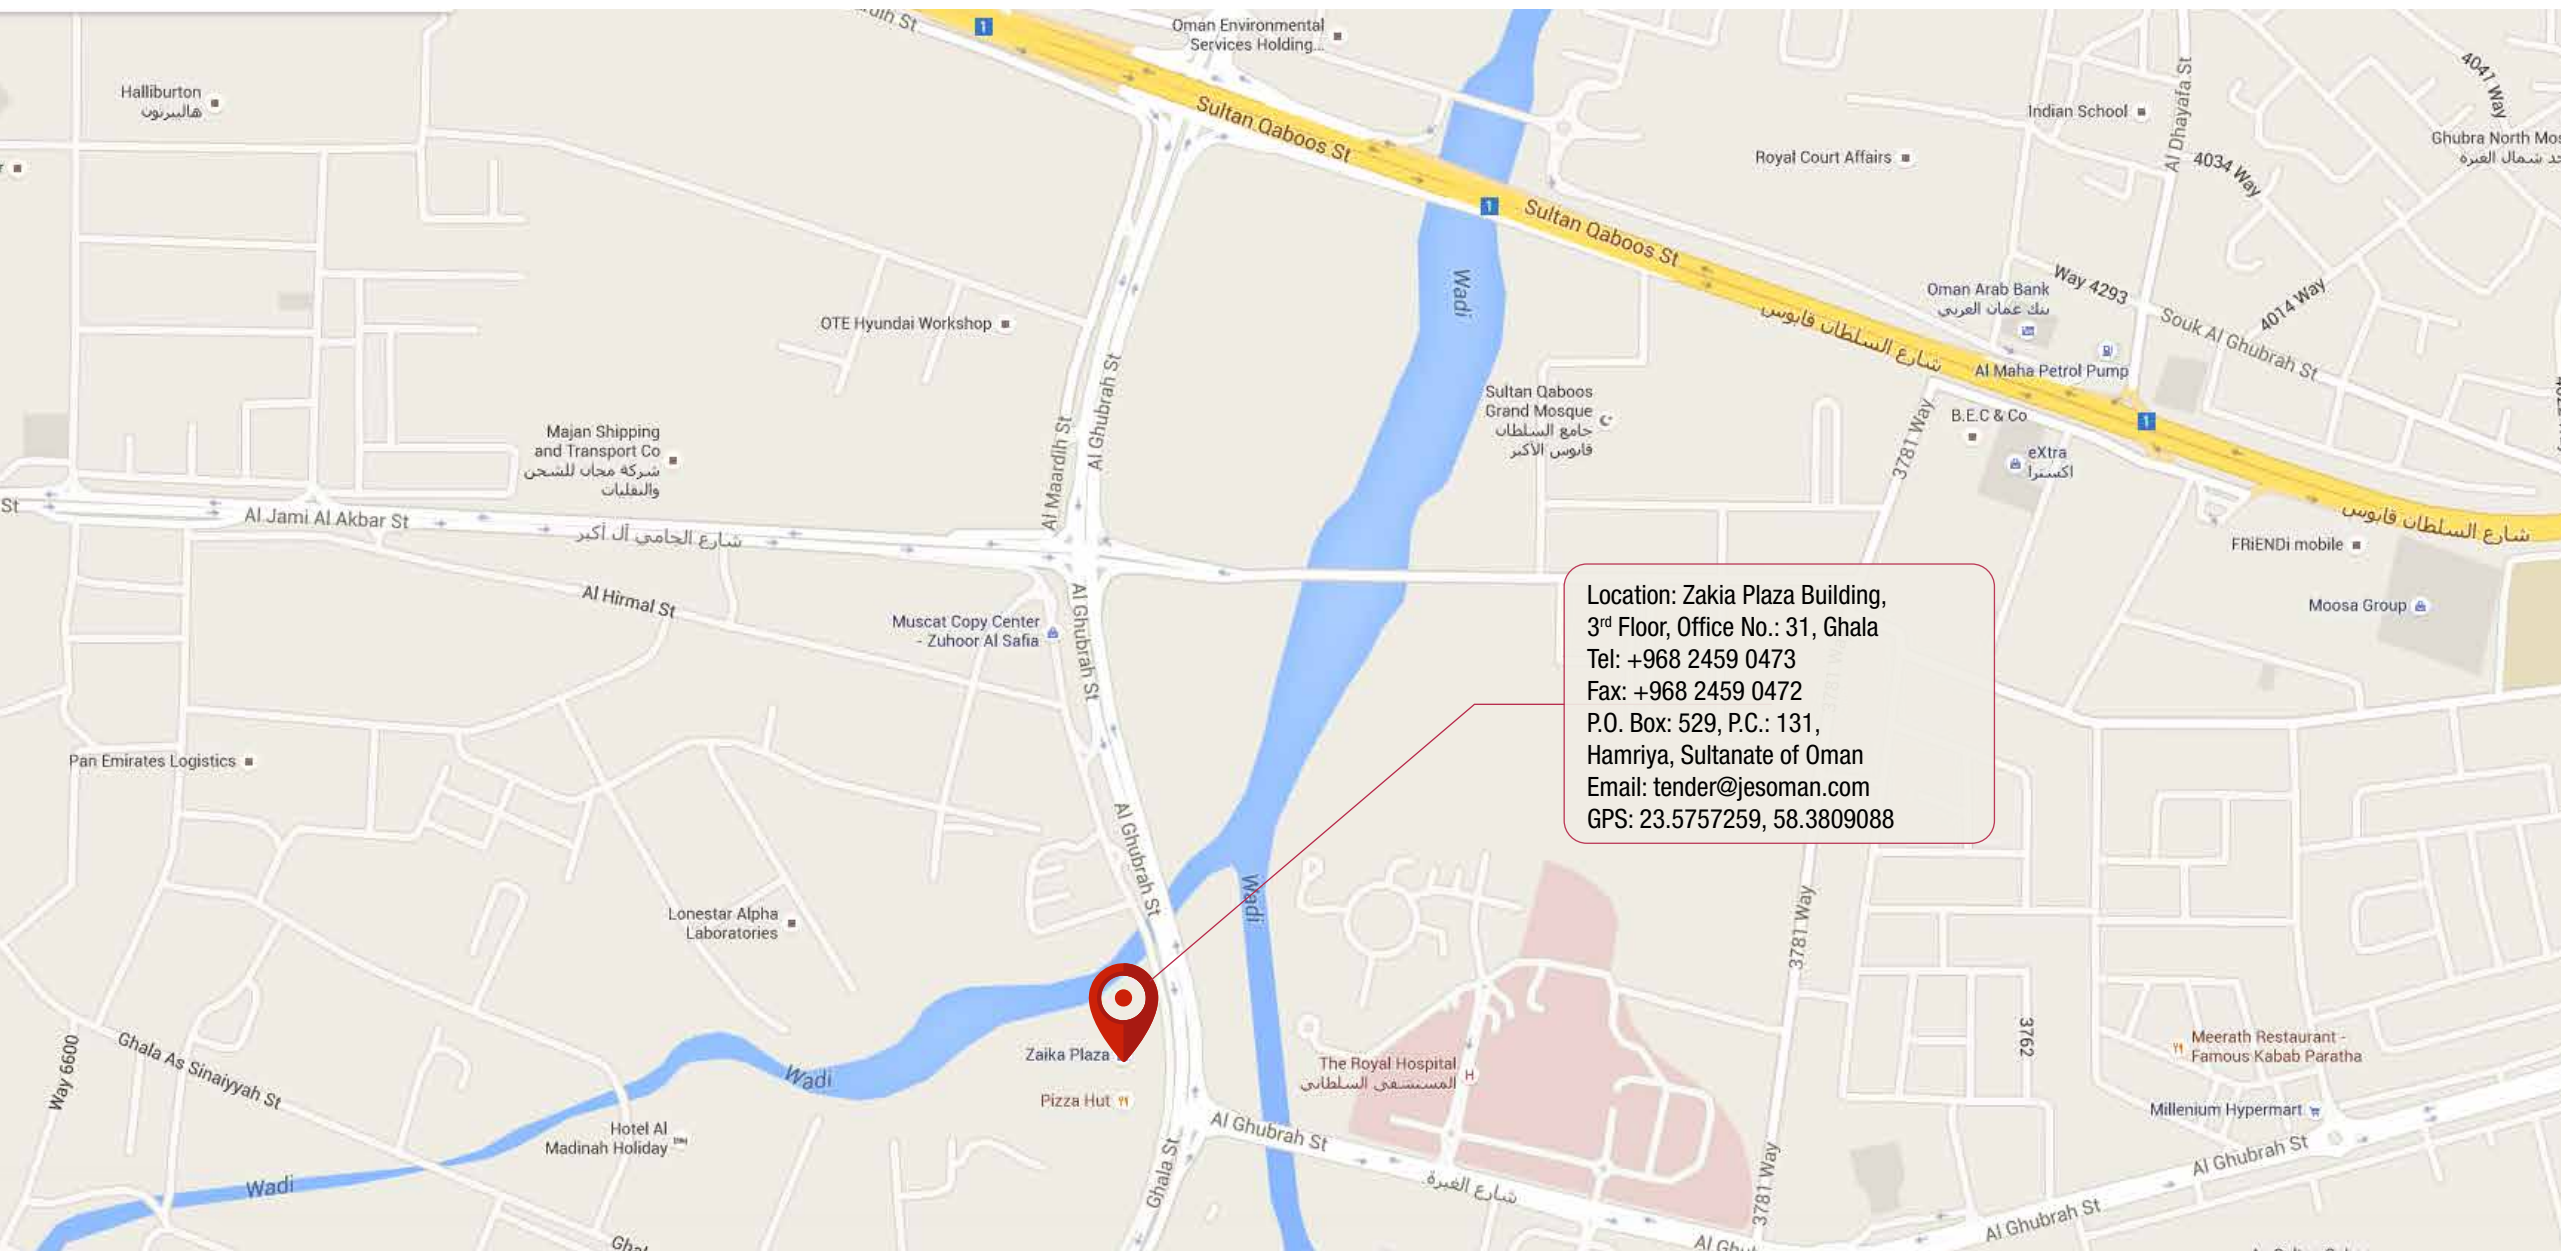 Oman Environmental
Services Holding...
1
Halliburton
هاليبرتون
Sultan Qaboos St
Indian School
Al Dhayafa St
4041 Way
Ghubra North Mos
Royal Court Affairs
4034 Way
1
Sultan Qaboos St
Wadi
Oman Arab Bank
بنك عمان العربي
Way 4293
4014 Way
Souk Al Ghubrah St
OTE Hyundai Workshop
شارع السلطان قابوس
Al Maha Petrol Pump
Al Ghubrah St
Al Maardih St
Sultan Qaboos
Grand Mosque
جامع السلطان
قابوس الأكبر
3781 Way
B.E.C & Co
1
eXtra
اكسترا
Majan Shipping
and Transport Co
شركة مجان للشحن
والنقليات
St
Al Jami Al Akbar St
شارع الجامي آل أكبر
شارع السلطان قابوس
FRiENDi mobile
Moosa Group
Al Hirmal St
Muscat Copy Center
- Zuhoor Al Safia
Al Ghubrah St
Location: Zakia Plaza Building,
3rd Floor, Office No.: 31, Ghala
Tel: +968 2459 0473
Fax: +968 2459 0472
P.O. Box: 529, P.C.: 131,
Hamriya, Sultanate of Oman
Email: tender@jesoman.com
GPS: 23.5757259, 58.3809088
Pan Emirates Logistics
Al Ghubrah St
Wadi
Lonestar Alpha
Laboratories
3781 Way
Way 6600
Ghala As Sinaiyyah St
Wadi
Zaika Plaza
Pizza Hut
The Royal Hospital
المستشفى السلطاني
H
3762
Meerath Restaurant -
Famous Kabab Paratha
Millenium Hypermart
Hotel Al
Madinah Holiday
Wadi
Ghala St
Al Ghubrah St
شارع الغبرة
3781 Way
Al Ghubrah St
Al Ghubrah St